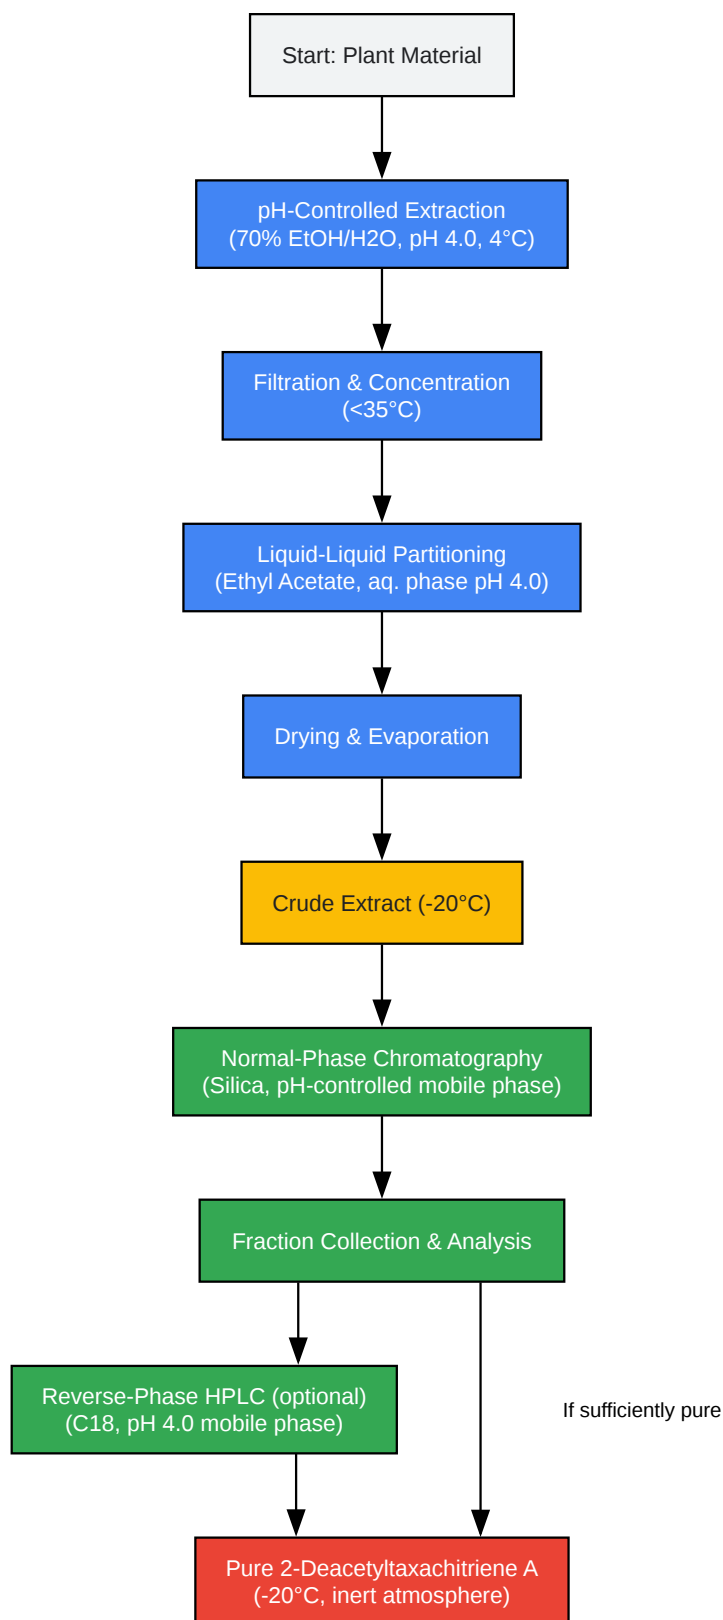 Start: Plant Material
pH-Controlled Extraction
(70% EtOH/H2O, pH 4.0, 4°C)
Filtration & Concentration
(<35°C)
Liquid-Liquid Partitioning
(Ethyl Acetate, aq. phase pH 4.0)
Drying & Evaporation
Crude Extract (-20°C)
Normal-Phase Chromatography
(Silica, pH-controlled mobile phase)
Fraction Collection & Analysis
Reverse-Phase HPLC (optional)
(C18, pH 4.0 mobile phase)
If sufficiently pure
Pure 2-Deacetyltaxachitriene A
(-20°C, inert atmosphere)